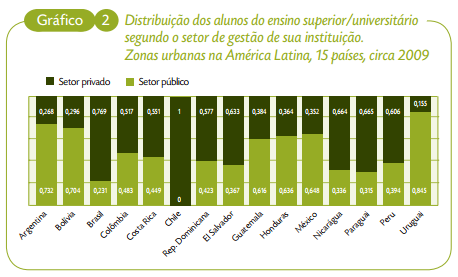 Gráfico 2
Distribuição dos alunos do ensino superior/universitário
segundo o setor de gestão de sua instituição.
Zonas urbanas na América Latina, 15 países, circa 2009
Setor privado Setor público
0,268 0,296 0,769 0,517 0,551 1 0,577 0,633 0,384 0,364 0,352 0,664 0,665 0,606 0,155
0,732 0,704 0,231 0,483 0,449 0 0,423 0,367 0,616 0,636 0,648 0,336 0,315 0,394 0,845
Argentina Bolívia Brasil Colômbia Costa Rica Chile Rep. Dominicana El Salvador Guatemala Honduras México Nicarágua Paraguai Peru Uruguai